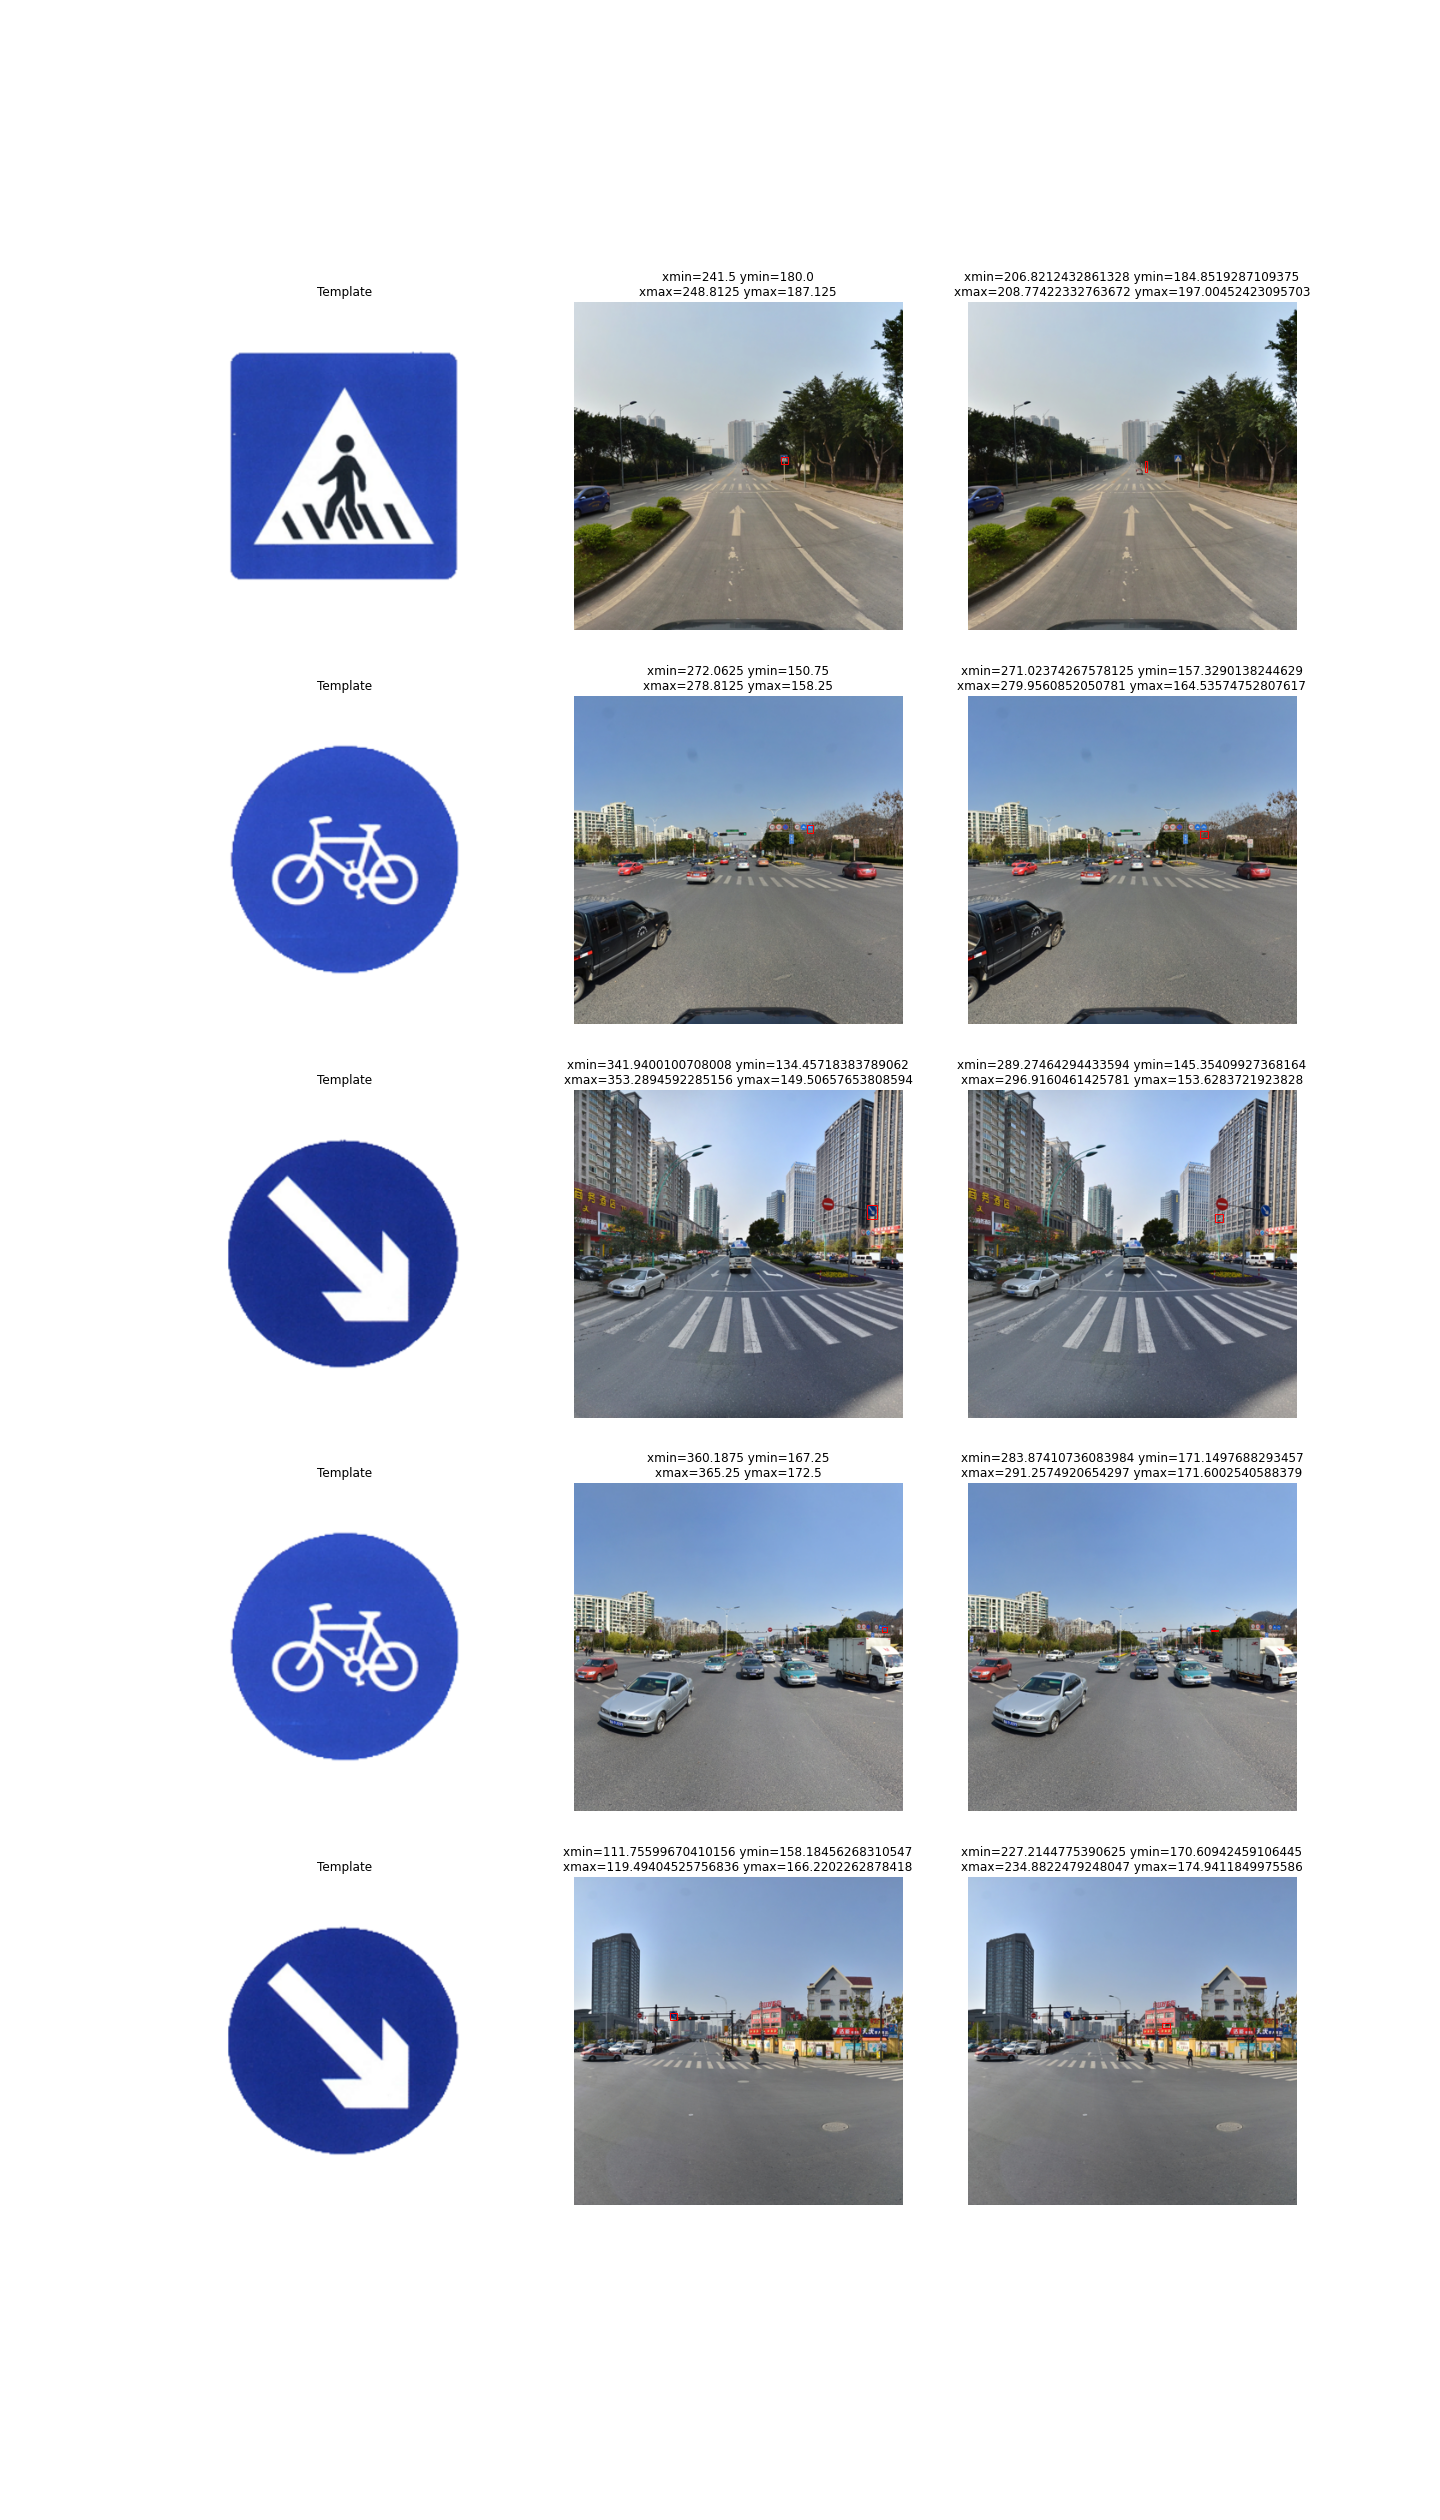 Template
xmin=241.5 ymin=180.0
xmax=248.8125 ymax=187.125
xmin=206.8212432861328 ymin=184.8519287109375
xmax=208.77422332763672 ymax=197.00452423095703
Template
xmin=272.0625 ymin=150.75
xmax=278.8125 ymax=158.25
xmin=271.02374267578125 ymin=157.3290138244629
xmax=279.9560852050781 ymax=164.53574752807617
Template
xmin=341.9400100708008 ymin=134.45718383789062
xmax=353.2894592285156 ymax=149.50657653808594
xmin=289.27464294433594 ymin=145.35409927368164
xmax=296.9160461425781 ymax=153.6283721923828
Template
xmin=360.1875 ymin=167.25
xmax=365.25 ymax=172.5
xmin=283.87410736083984 ymin=171.1497688293457
xmax=291.2574920654297 ymax=171.6002540588379
Template
xmin=111.75599670410156 ymin=158.18456268310547
xmax=119.49404525756836 ymax=166.2202262878418
xmin=227.2144775390625 ymin=170.60942459106445
xmax=234.8822479248047 ymax=174.9411849975586